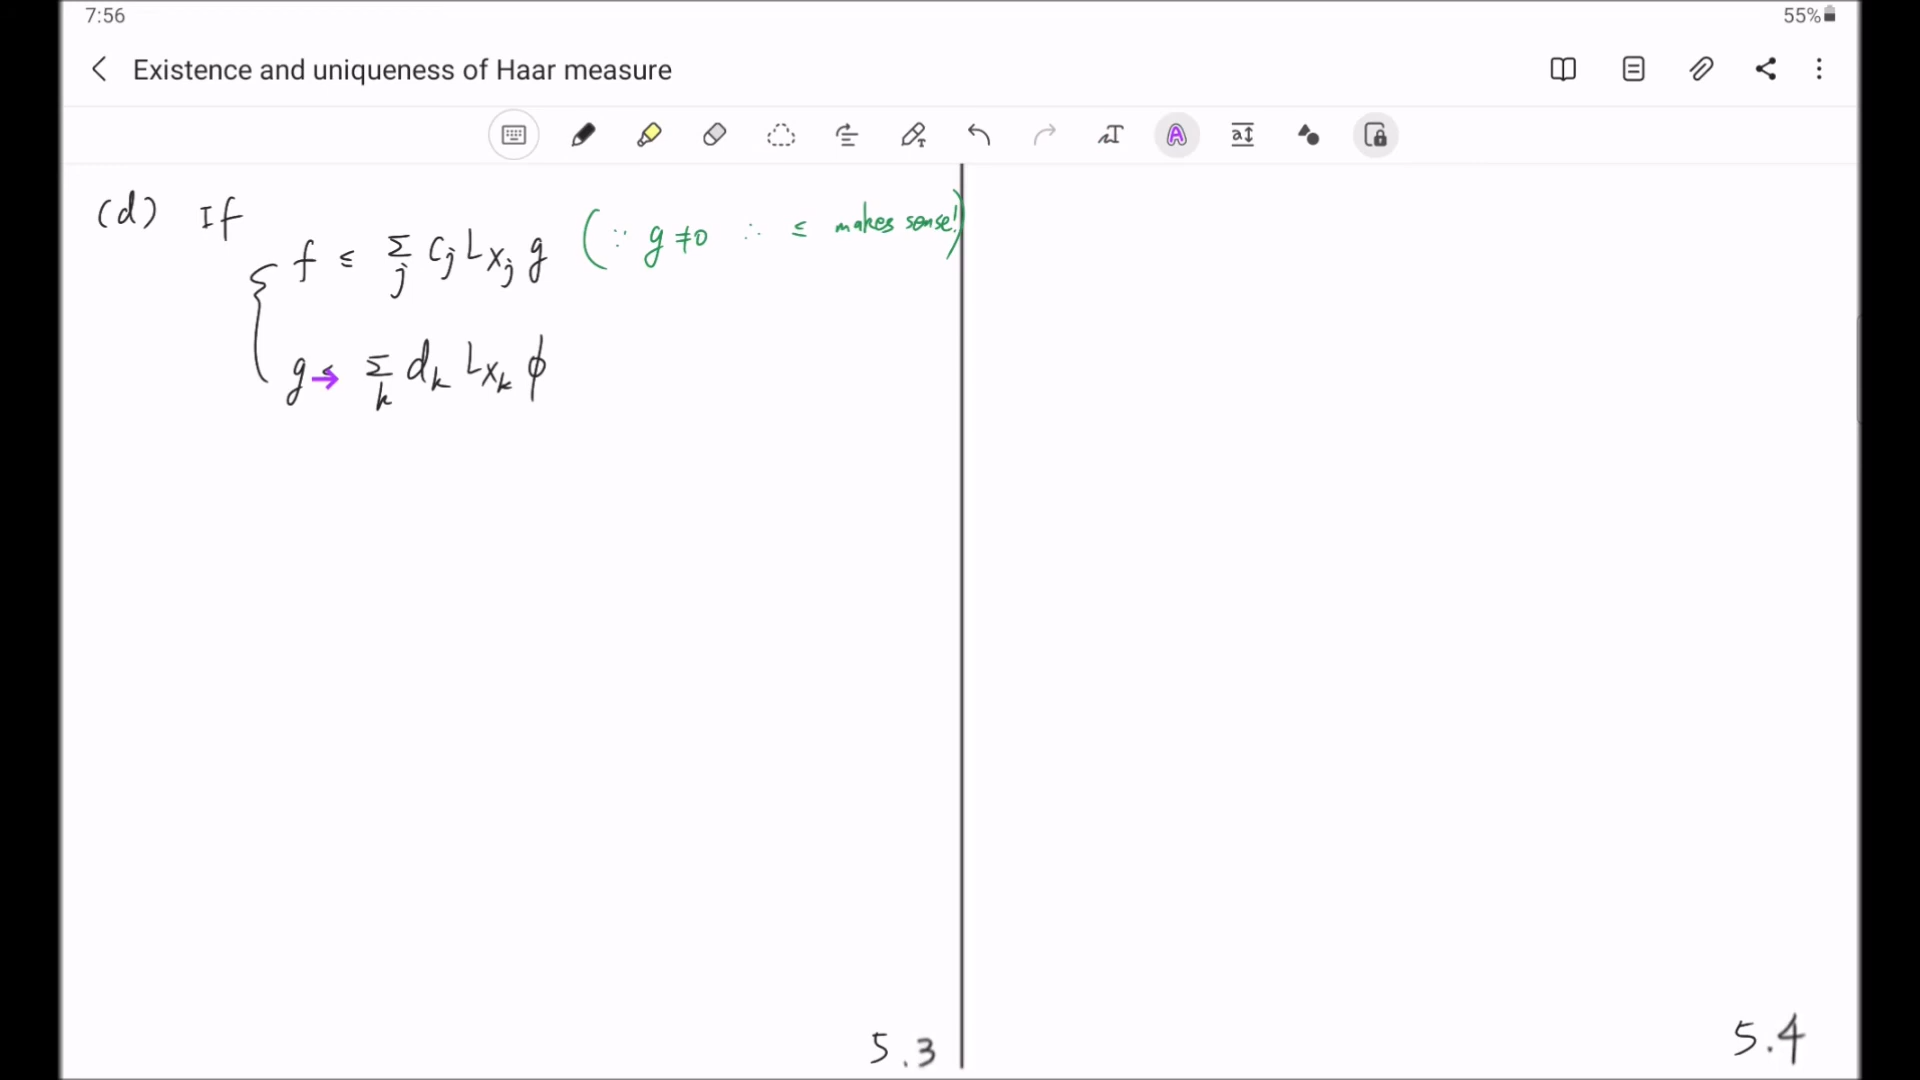 7:56
55%
Existence and uniqueness of Haar measure
(d) If
f ≤ Σ_j C_j L_{x_j} g (∵ g ≠ 0 ∴ ≤ makes sense!)
g ≤ Σ_k d_k L_{x_k} ϕ
5.3
5.4